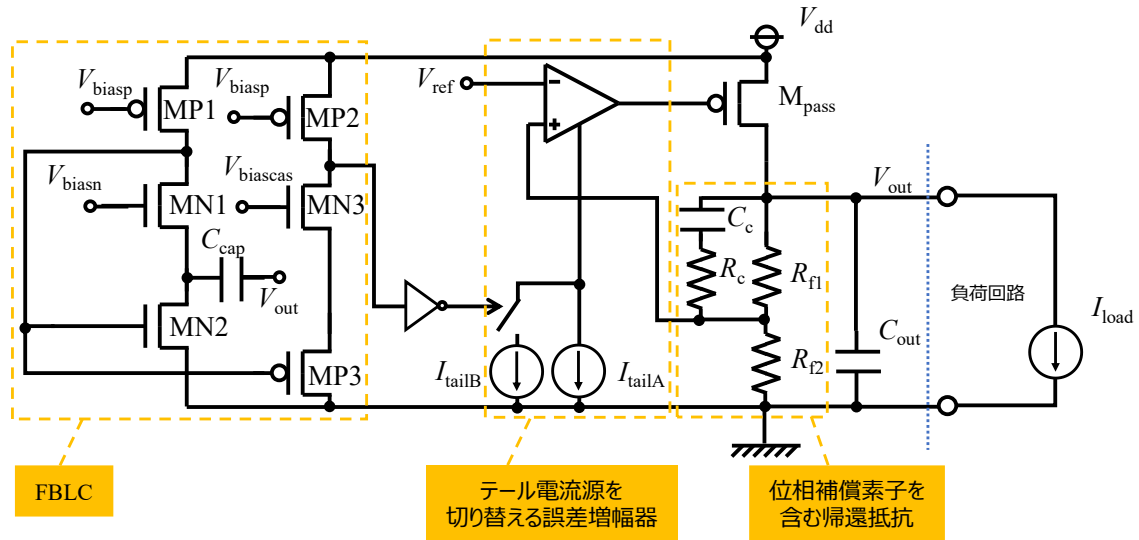 Vdd
Vbiasp
Vbiasp
MP1
MP2
Vref
−
+
Mpass
Vbiasn
Vbiascas
MN1
MN3
Ccap
Vout
MN2
MP3
ItailB
ItailA
Vout
Cc
Rc
Rf1
Rf2
Cout
負荷回路
Iload
FBLC
テール電流源を
切り替える誤差増幅器
位相補償素子を
含む帰還抵抗